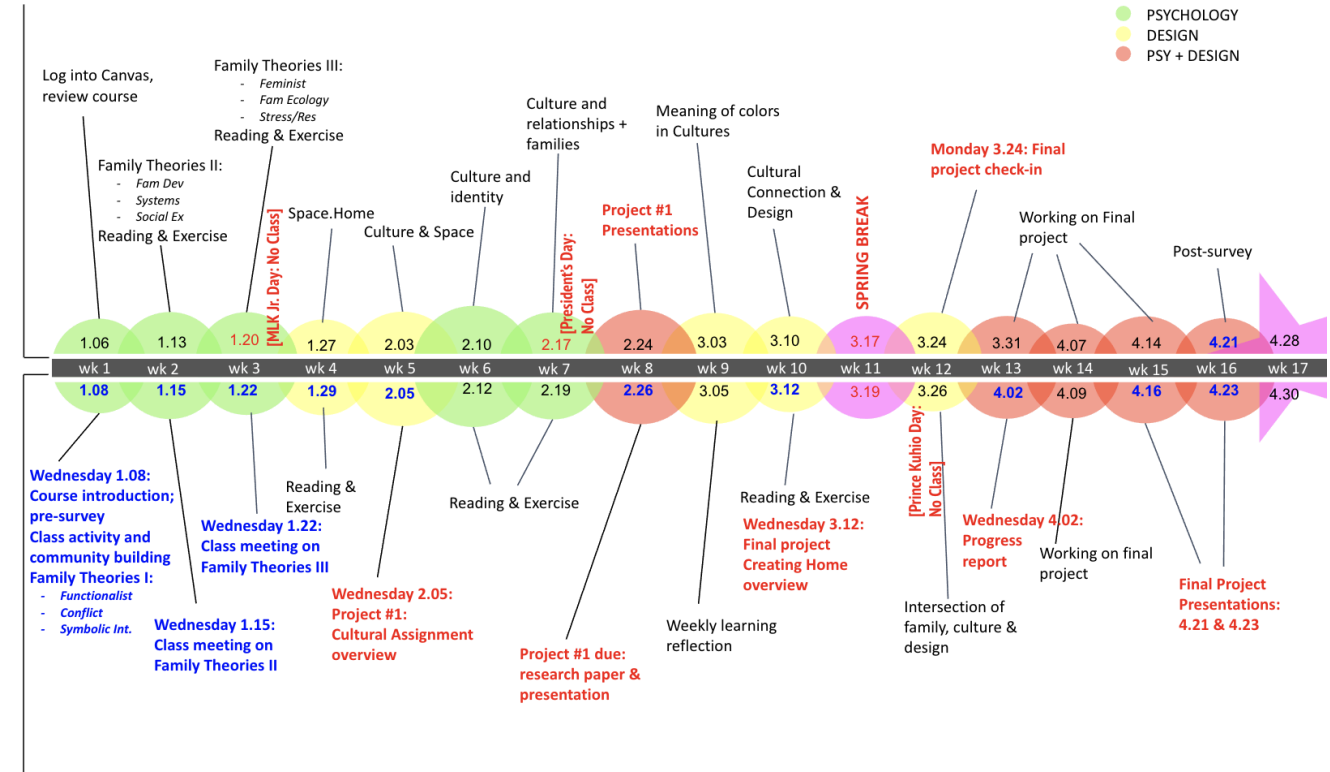 PSYCHOLOGY
DESIGN
PSY + DESIGN
Log into Canvas,
review course
Family Theories II:
- Fam Dev
- Systems
- Social Ex
Reading & Exercise
Family Theories III:
- Feminist
- Fam Ecology
- Stress/Res
Reading & Exercise
[MLK Jr. Day: No Class]
Space.Home
Culture & Space
Culture and
identity
Culture and
relationships +
families
[President's Day:
No Class]
Project #1
Presentations
Meaning of colors
in Cultures
Cultural
Connection &
Design
SPRING BREAK
Monday 3.24: Final
project check-in
Working on Final
project
Post-survey
1.06 1.13 1.20 1.27 2.03 2.10 2.17 2.24 3.03 3.10 3.17 3.24 3.31 4.07 4.14 4.21 4.28
wk 1 wk 2 wk 3 wk 4 wk 5 wk 6 wk 7 wk 8 wk 9 wk 10 wk 11 wk 12 wk 13 wk 14 wk 15 wk 16 wk 17
1.08 1.15 1.22 1.29 2.05 2.12 2.19 2.26 3.05 3.12 3.19 3.26 4.02 4.09 4.16 4.23 4.30
Wednesday 1.08:
Course introduction;
pre-survey
Class activity and
community building
Family Theories I:
- Functionalist
- Conflict
- Symbolic Int.
Wednesday 1.15:
Class meeting on
Family Theories II
Wednesday 1.22:
Class meeting on
Family Theories III
Reading &
Exercise
Wednesday 2.05:
Project #1:
Cultural Assignment
overview
Reading & Exercise
Project #1 due:
research paper &
presentation
Weekly learning
reflection
Reading & Exercise
Wednesday 3.12:
Final project
Creating Home
overview
[Prince Kuhio Day:
No Class]
Intersection of
family, culture &
design
Wednesday 4.02:
Progress
report
Working on final
project
Final Project
Presentations:
4.21 & 4.23